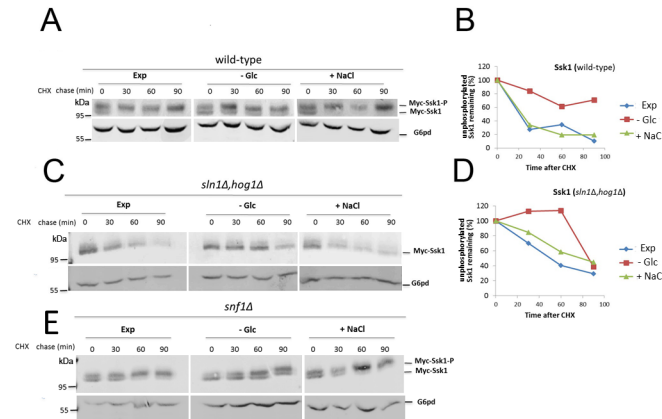 A
wild-type
Exp - Glc + NaCl
CHX chase (min) 0 30 60 90 0 30 60 90 0 30 60 90
kDa
Myc-Ssk1-P
Myc-Ssk1
95
G6pd
55
B
Ssk1 (wild-type)
unphosphorylated
Ssk1 remaining (%)
120
100
80
60
40
20
0
0 20 40 60 80 100
Time after CHX
Exp
- Glc
+ NaCl
C
sln1Δ,hog1Δ
Exp - Glc + NaCl
CHX chase (min) 0 30 60 90 0 30 60 90 0 30 60 90
kDa
Myc-Ssk1
95
G6pd
55
D
Ssk1 (sln1Δ,hog1Δ)
unphosphorylated
Ssk1 remaining (%)
120
100
80
60
40
20
0
0 20 40 60 80 100
Time after CHX
Exp
- Glc
+ NaCl
E
snf1Δ
Exp - Glc + NaCl
CHX chase (min) 0 30 60 90 0 30 60 90 0 30 60 90
kDa
Myc-Ssk1-P
Myc-Ssk1
95
G6pd
55